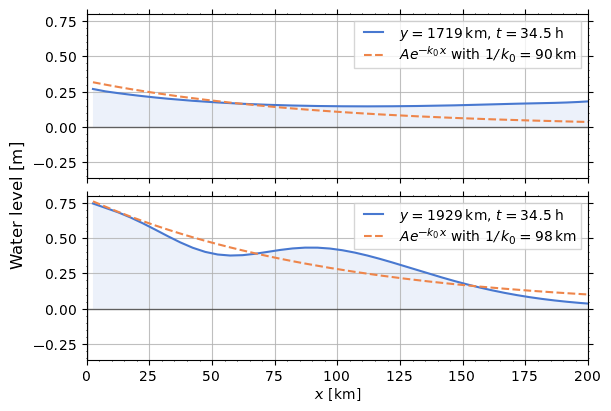 0.75
0.50
0.25
0.00
−0.25
y = 1719 km, t = 34.5 h
Ae^{−k₀x} with 1/k₀ = 90 km
Water level [m]
0.75
0.50
0.25
0.00
−0.25
y = 1929 km, t = 34.5 h
Ae^{−k₀x} with 1/k₀ = 98 km
0 25 50 75 100 125 150 175 200
x [km]